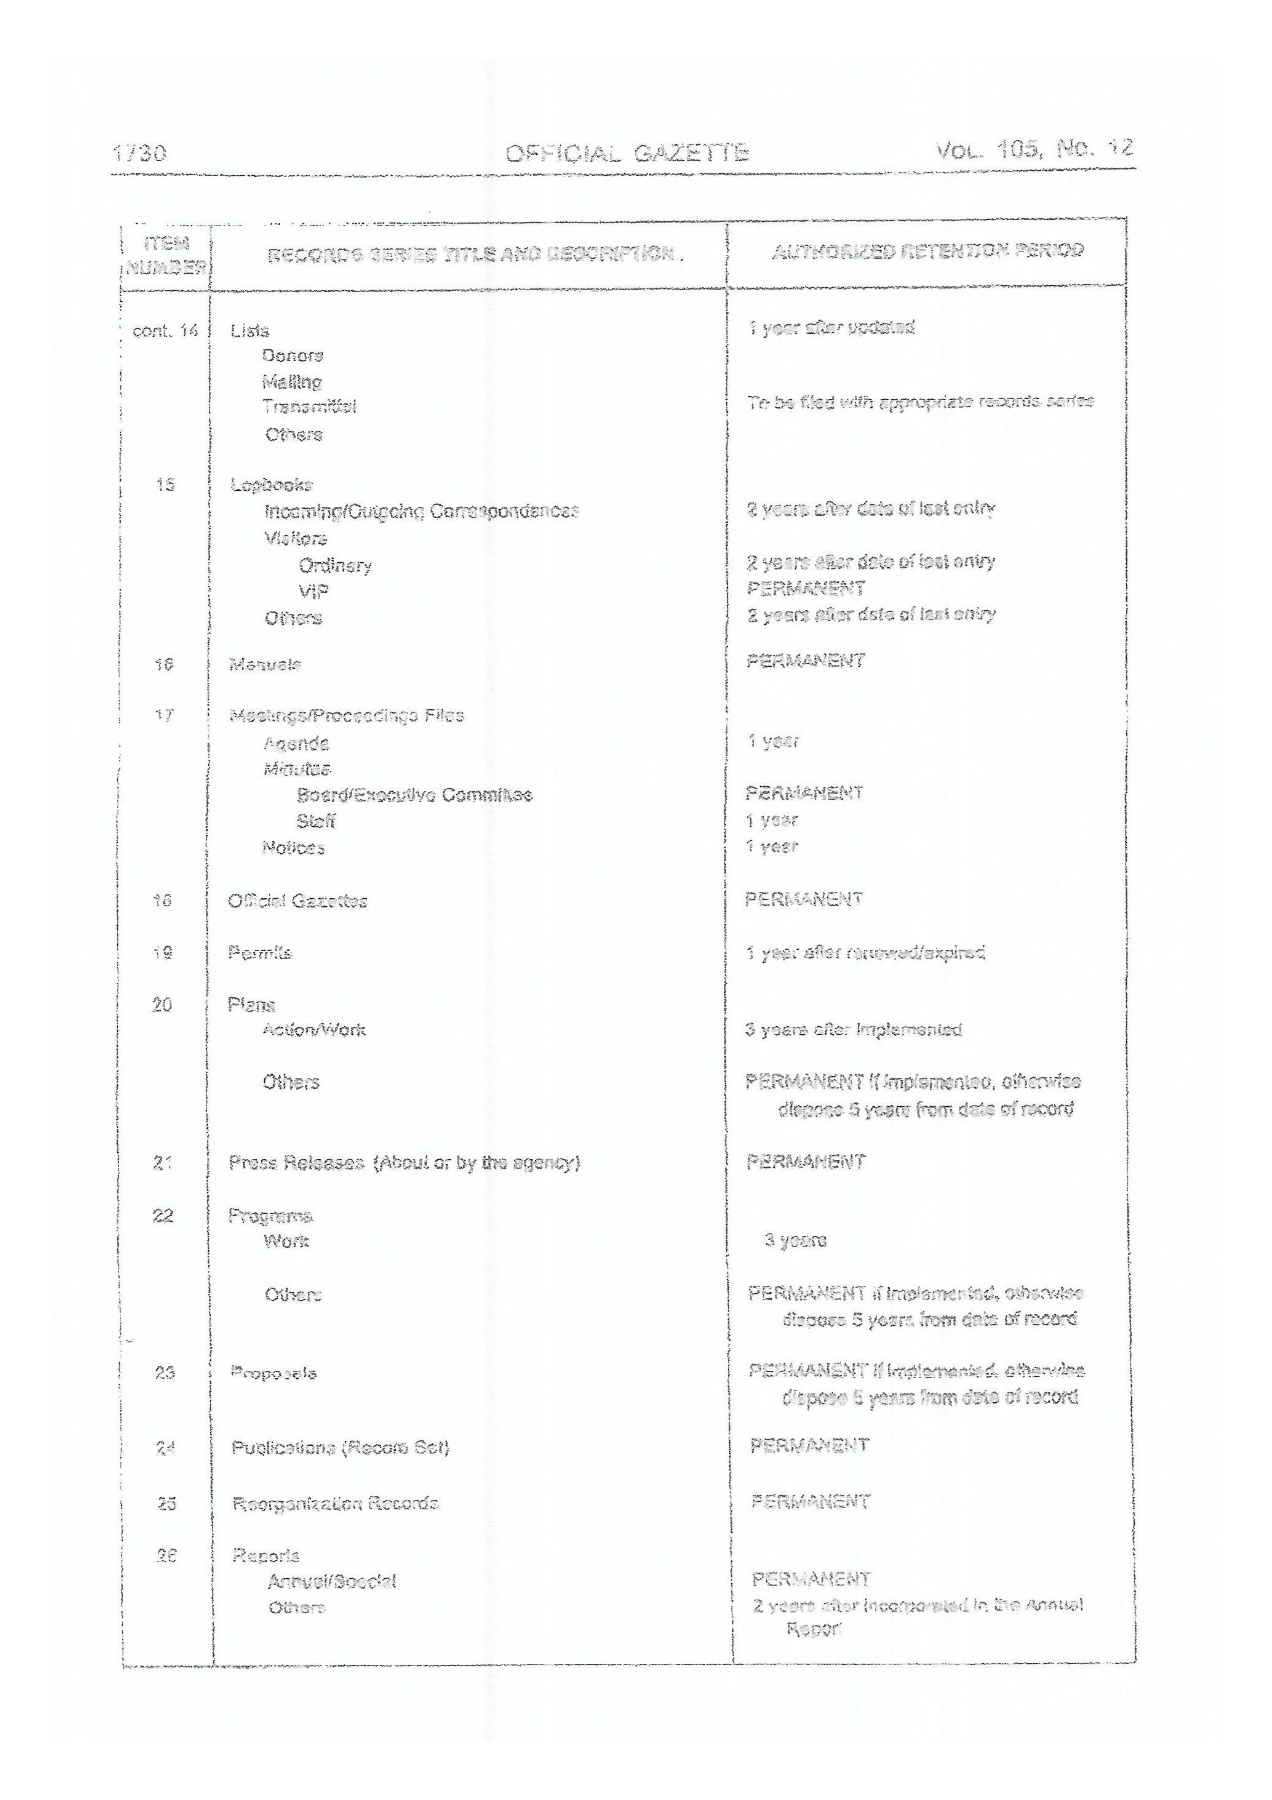 1730 OFFICIAL GAZETTE VOL. 105, No. 12
ITEM NUMBER RECORDS SERIES TITLE AND DESCRIPTION AUTHORIZED RETENTION PERIOD
cont. 14 Lists 1 year after updated
Donors
Mailing
Transmittal To be filed with appropriate records series
Others
15 Logbooks
Incoming/Outgoing Correspondences 2 years after date of last entry
Visitors
Ordinary 2 years after date of last entry
VIP PERMANENT
Others 2 years after date of last entry
16 Manuals PERMANENT
17 Meetings/Proceedings Files
Agenda 1 year
Minutes
Board/Executive Committee PERMANENT
Staff 1 year
Notices 1 year
18 Official Gazettes PERMANENT
19 Permits 1 year after renewed/expired
20 Plans
Action/Work 3 years after implemented
Others PERMANENT if implemented, otherwise
dispose 5 years from date of record
21 Press Releases (About or by the agency) PERMANENT
22 Programs
Work 3 years
Others PERMANENT if implemented, otherwise
dispose 5 years from date of record
23 Proposals PERMANENT if implemented, otherwise
dispose 5 years from date of record
24 Publications (Record Set) PERMANENT
25 Reorganization Records PERMANENT
26 Reports
Annual/Special PERMANENT
Others 2 years after incorporated in the Annual
Report